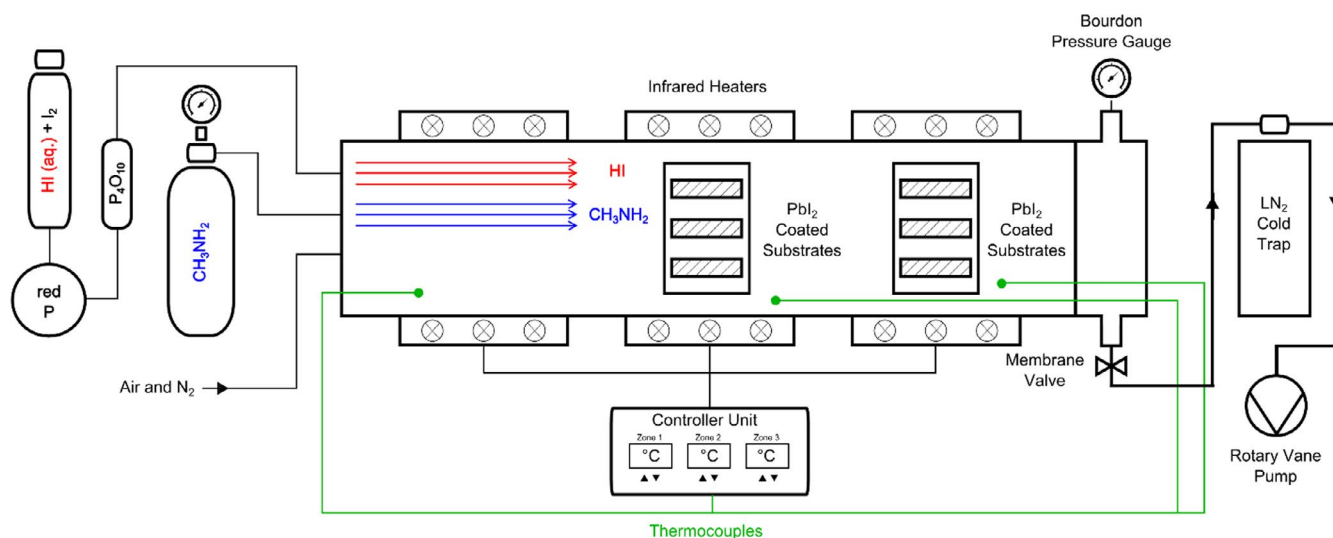 Bourdon
Pressure Gauge
Infrared Heaters
HI (aq.) + I₂
P₄O₁₀
CH₃NH₂
red
P
HI
CH₃NH₂
PbI₂
Coated
Substrates
PbI₂
Coated
Substrates
LN₂
Cold
Trap
Air and N₂
Membrane
Valve
Controller Unit
Zone 1
Zone 2
Zone 3
°C
°C
°C
Rotary Vane
Pump
Thermocouples